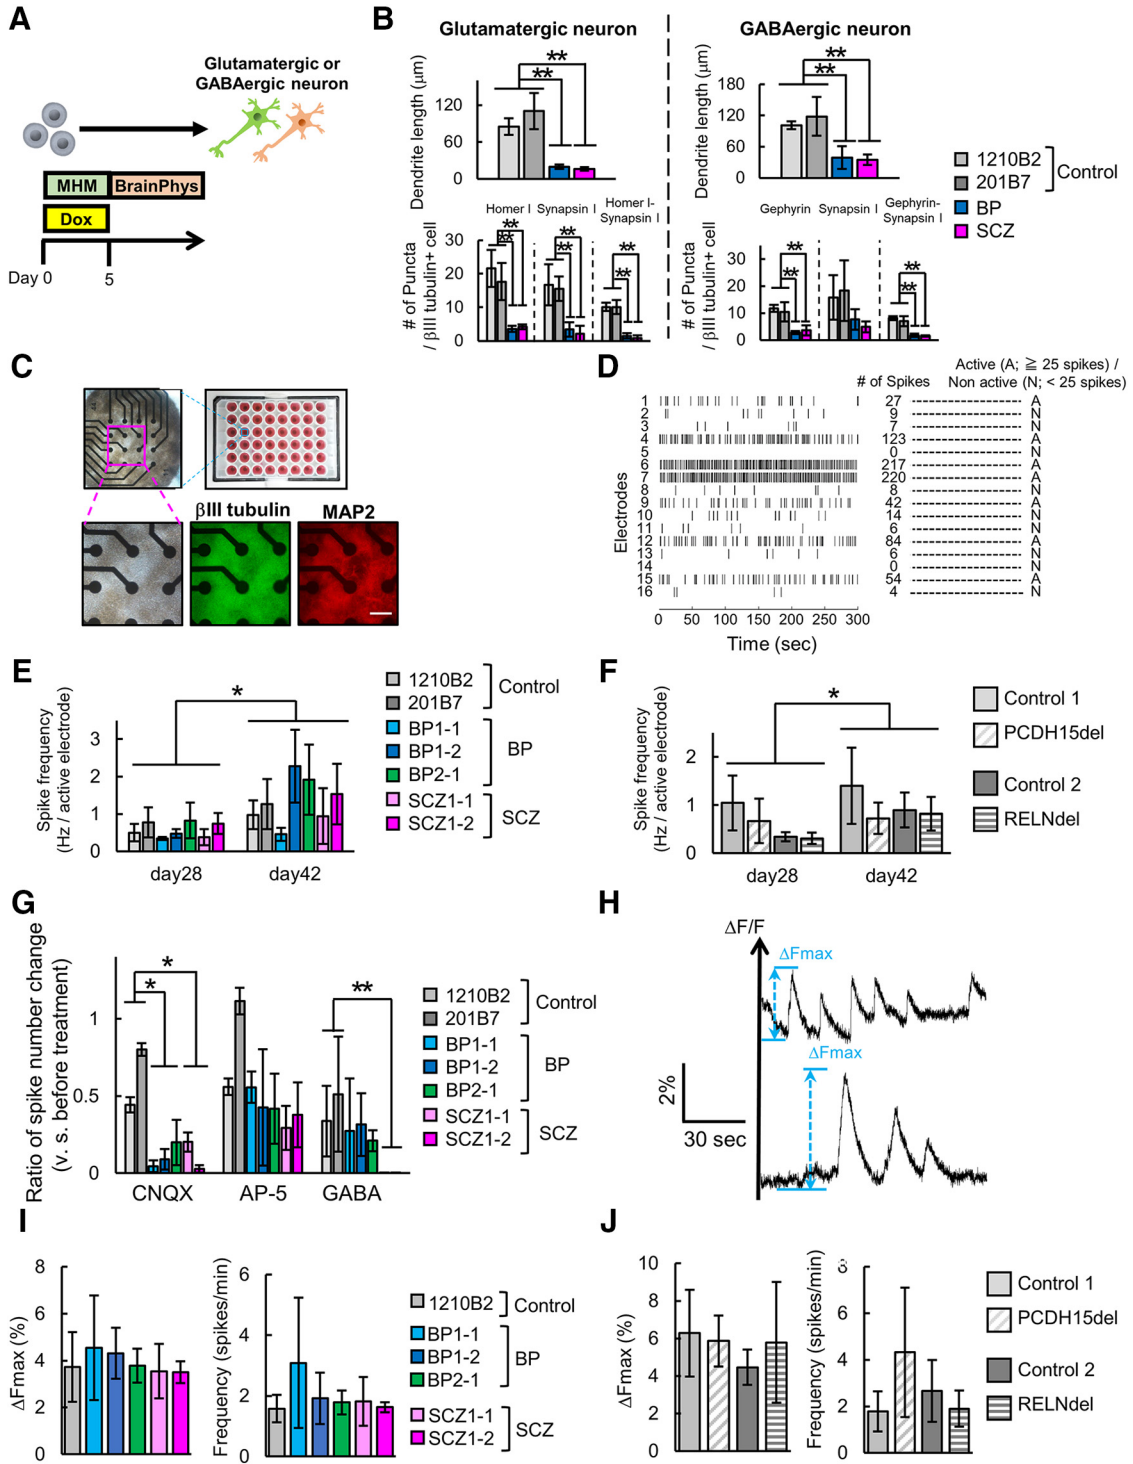 A
Glutamatergic or
GABAergic neuron
MHM
BrainPhys
Dox
Day 0
5
B
Glutamatergic neuron
GABAergic neuron
Dendrite length (μm)
120
60
0
**
**
Dendrite length (μm)
180
120
60
0
**
**
1210B2
201B7
Control
BP
SCZ
# of Puncta
/ βIII tubulin+ cell
30
20
10
0
Homer I
Synapsin I
Homer I-
Synapsin I
**
**
**
**
**
**
# of Puncta
/ βIII tubulin+ cell
60
40
20
0
Gephyrin
Synapsin I
Gephyrin-
Synapsin I
**
**
**
**
C
βIII tubulin
MAP2
D
# of Spikes
Active (A; ≧ 25 spikes) /
Non active (N; < 25 spikes)
Electrodes
1 27 A
2 9 N
3 7 N
4 123 A
5 0 N
6 217 A
7 220 A
8 8 N
9 42 A
10 14 N
11 6 N
12 84 A
13 6 N
14 0 N
15 54 A
16 4 N
0 50 100 150 200 250 300
Time (sec)
E
Spike frequency
(Hz / active electrode)
3
2
1
0
*
day28
day42
1210B2
201B7
Control
BP1-1
BP1-2
BP2-1
BP
SCZ1-1
SCZ1-2
SCZ
F
Spike frequency
(Hz / active electrode)
2
1
0
*
day28
day42
Control 1
PCDH15del
Control 2
RELNdel
G
Ratio of spike number change
(v. s. before treatment)
1
0.5
0
*
*
**
CNQX
AP-5
GABA
1210B2
201B7
Control
BP1-1
BP1-2
BP2-1
BP
SCZ1-1
SCZ1-2
SCZ
H
ΔF/F
ΔFmax
ΔFmax
2%
30 sec
I
ΔFmax (%)
8
6
4
2
0
Frequency (spikes/min)
6
4
2
0
1210B2
Control
BP1-1
BP1-2
BP2-1
BP
SCZ1-1
SCZ1-2
SCZ
J
ΔFmax (%)
10
8
6
4
2
0
Frequency (spikes/min)
8
6
4
2
0
Control 1
PCDH15del
Control 2
RELNdel